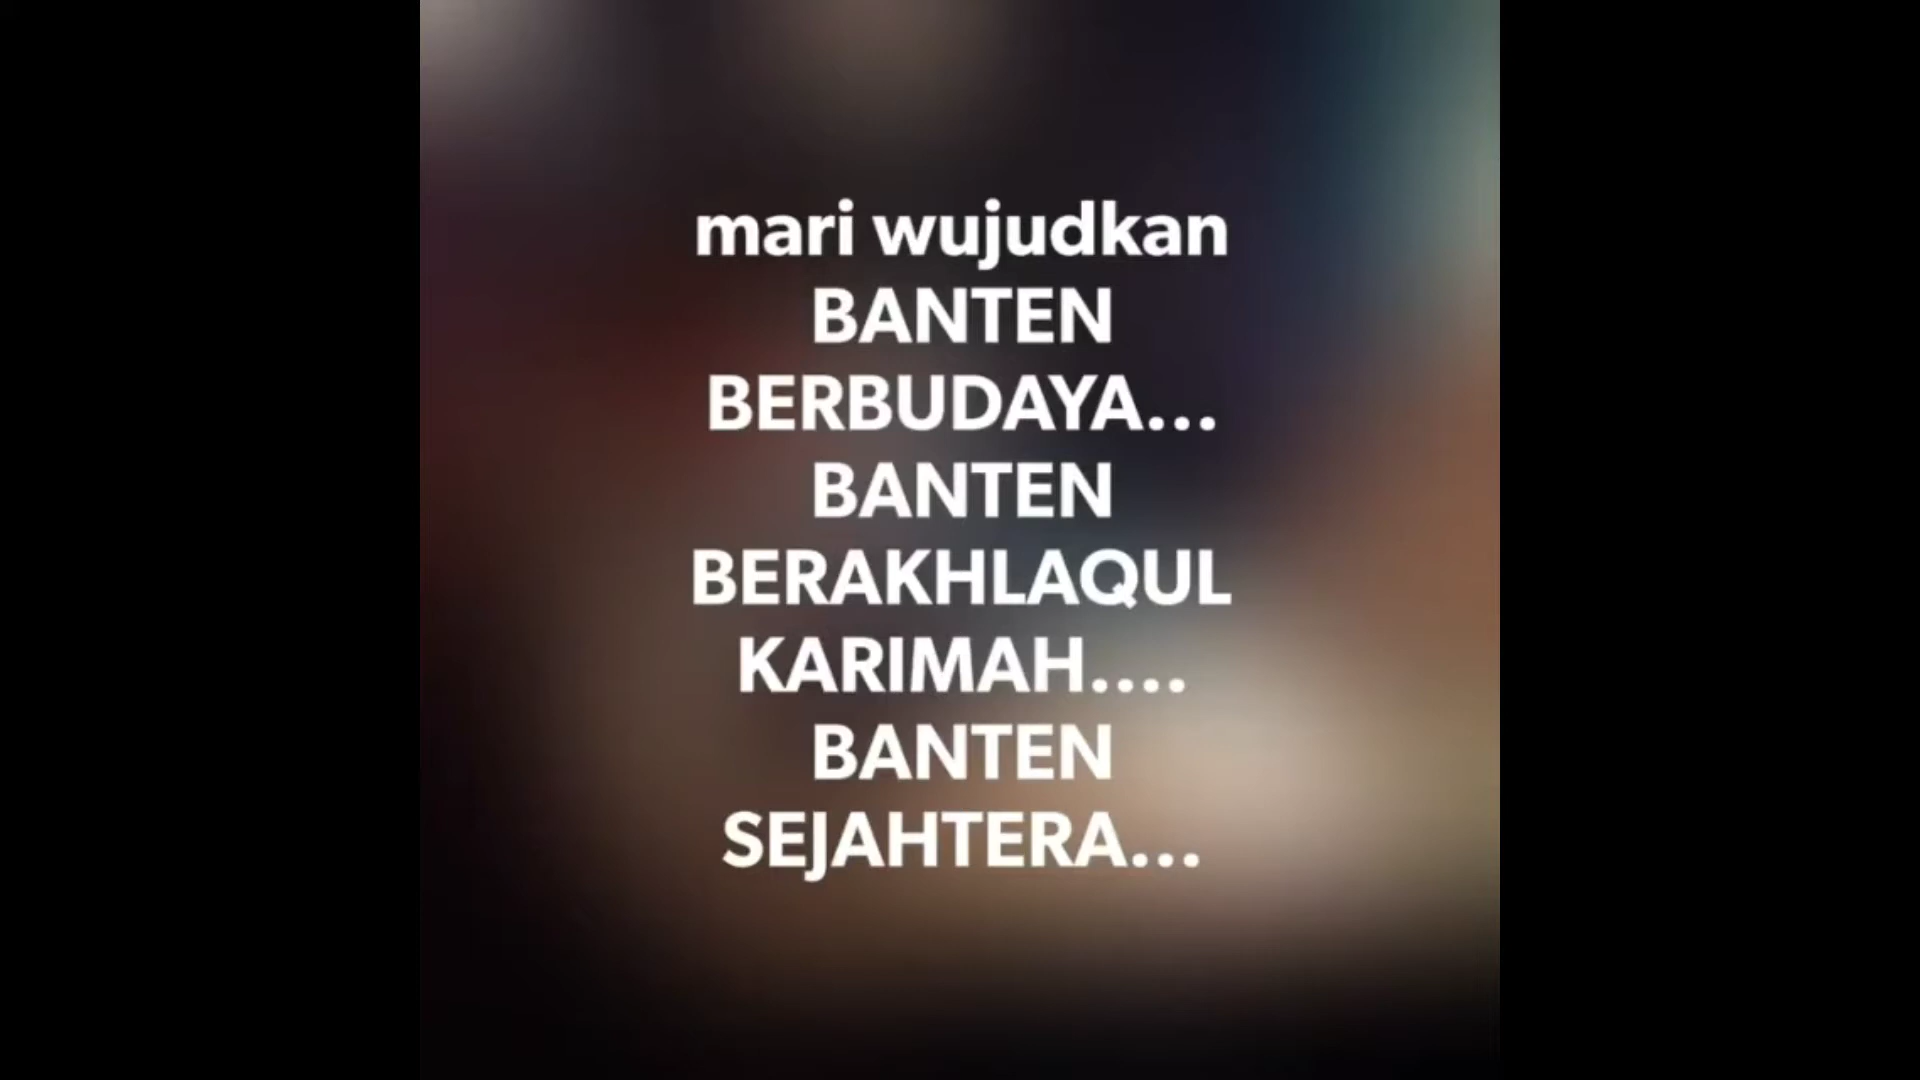 mari wujudkan
BANTEN
BERBUDAYA...
BANTEN
BERAKHLAQUL
KARIMAH....
BANTEN
SEJAHTERA...